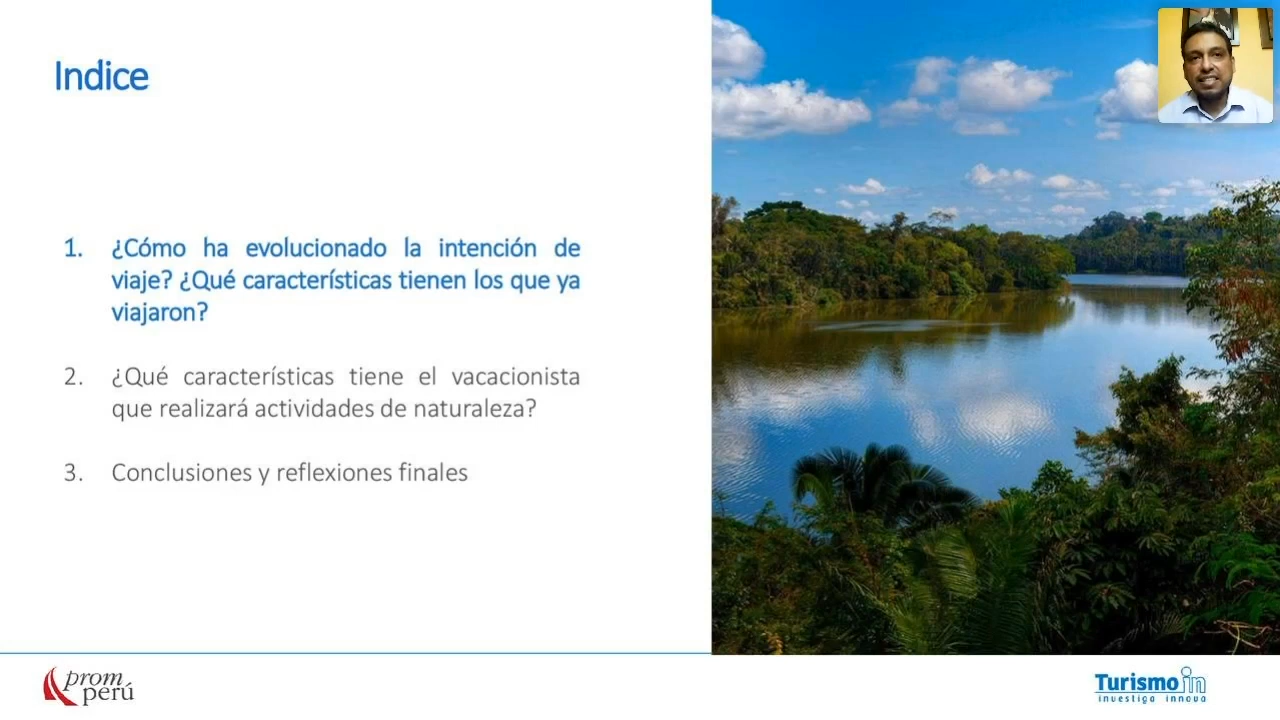 Indice
1. ¿Cómo ha evolucionado la intención de
viaje? ¿Qué características tienen los que ya
viajaron?
2. ¿Qué características tiene el vacacionista
que realizará actividades de naturaleza?
3. Conclusiones y reflexiones finales
prom
perú
Turismo in
investiga innova